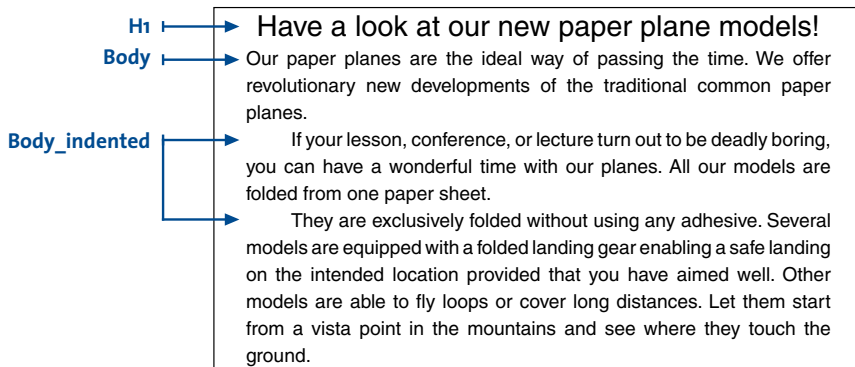 H1 Have a look at our new paper plane models!
Body Our paper planes are the ideal way of passing the time. We offer
revolutionary new developments of the traditional common paper
planes.
Body_indented If your lesson, conference, or lecture turn out to be deadly boring,
you can have a wonderful time with our planes. All our models are
folded from one paper sheet.
They are exclusively folded without using any adhesive. Several
models are equipped with a folded landing gear enabling a safe landing
on the intended location provided that you have aimed well. Other
models are able to fly loops or cover long distances. Let them start
from a vista point in the mountains and see where they touch the
ground.